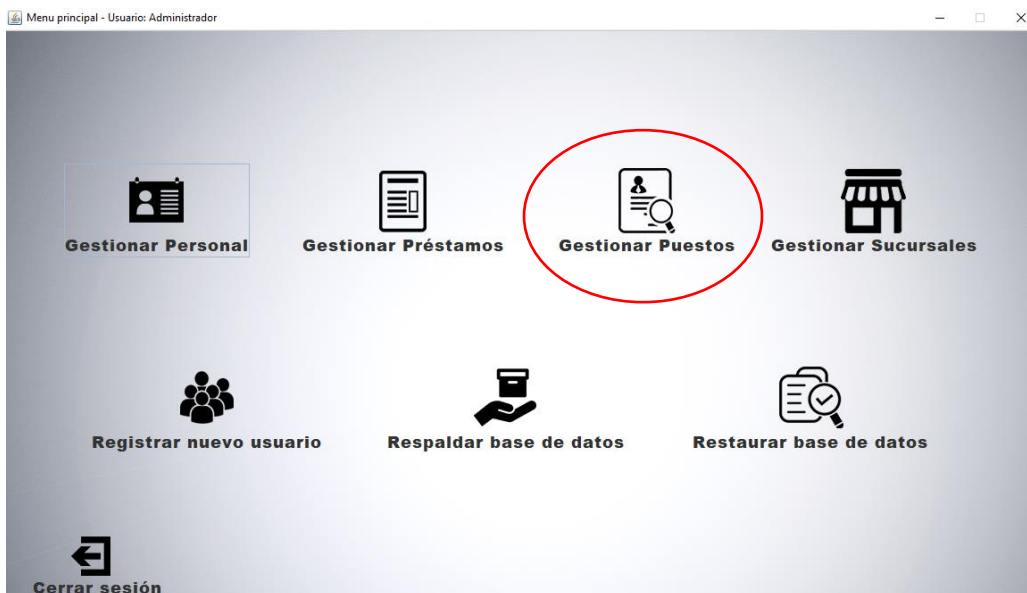 Menu principal - Usuario: Administrador
Gestionar Personal
Gestionar Préstamos
Gestionar Puestos
Gestionar Sucursales
Registrar nuevo usuario
Respaldar base de datos
Restaurar base de datos
Cerrar sesión